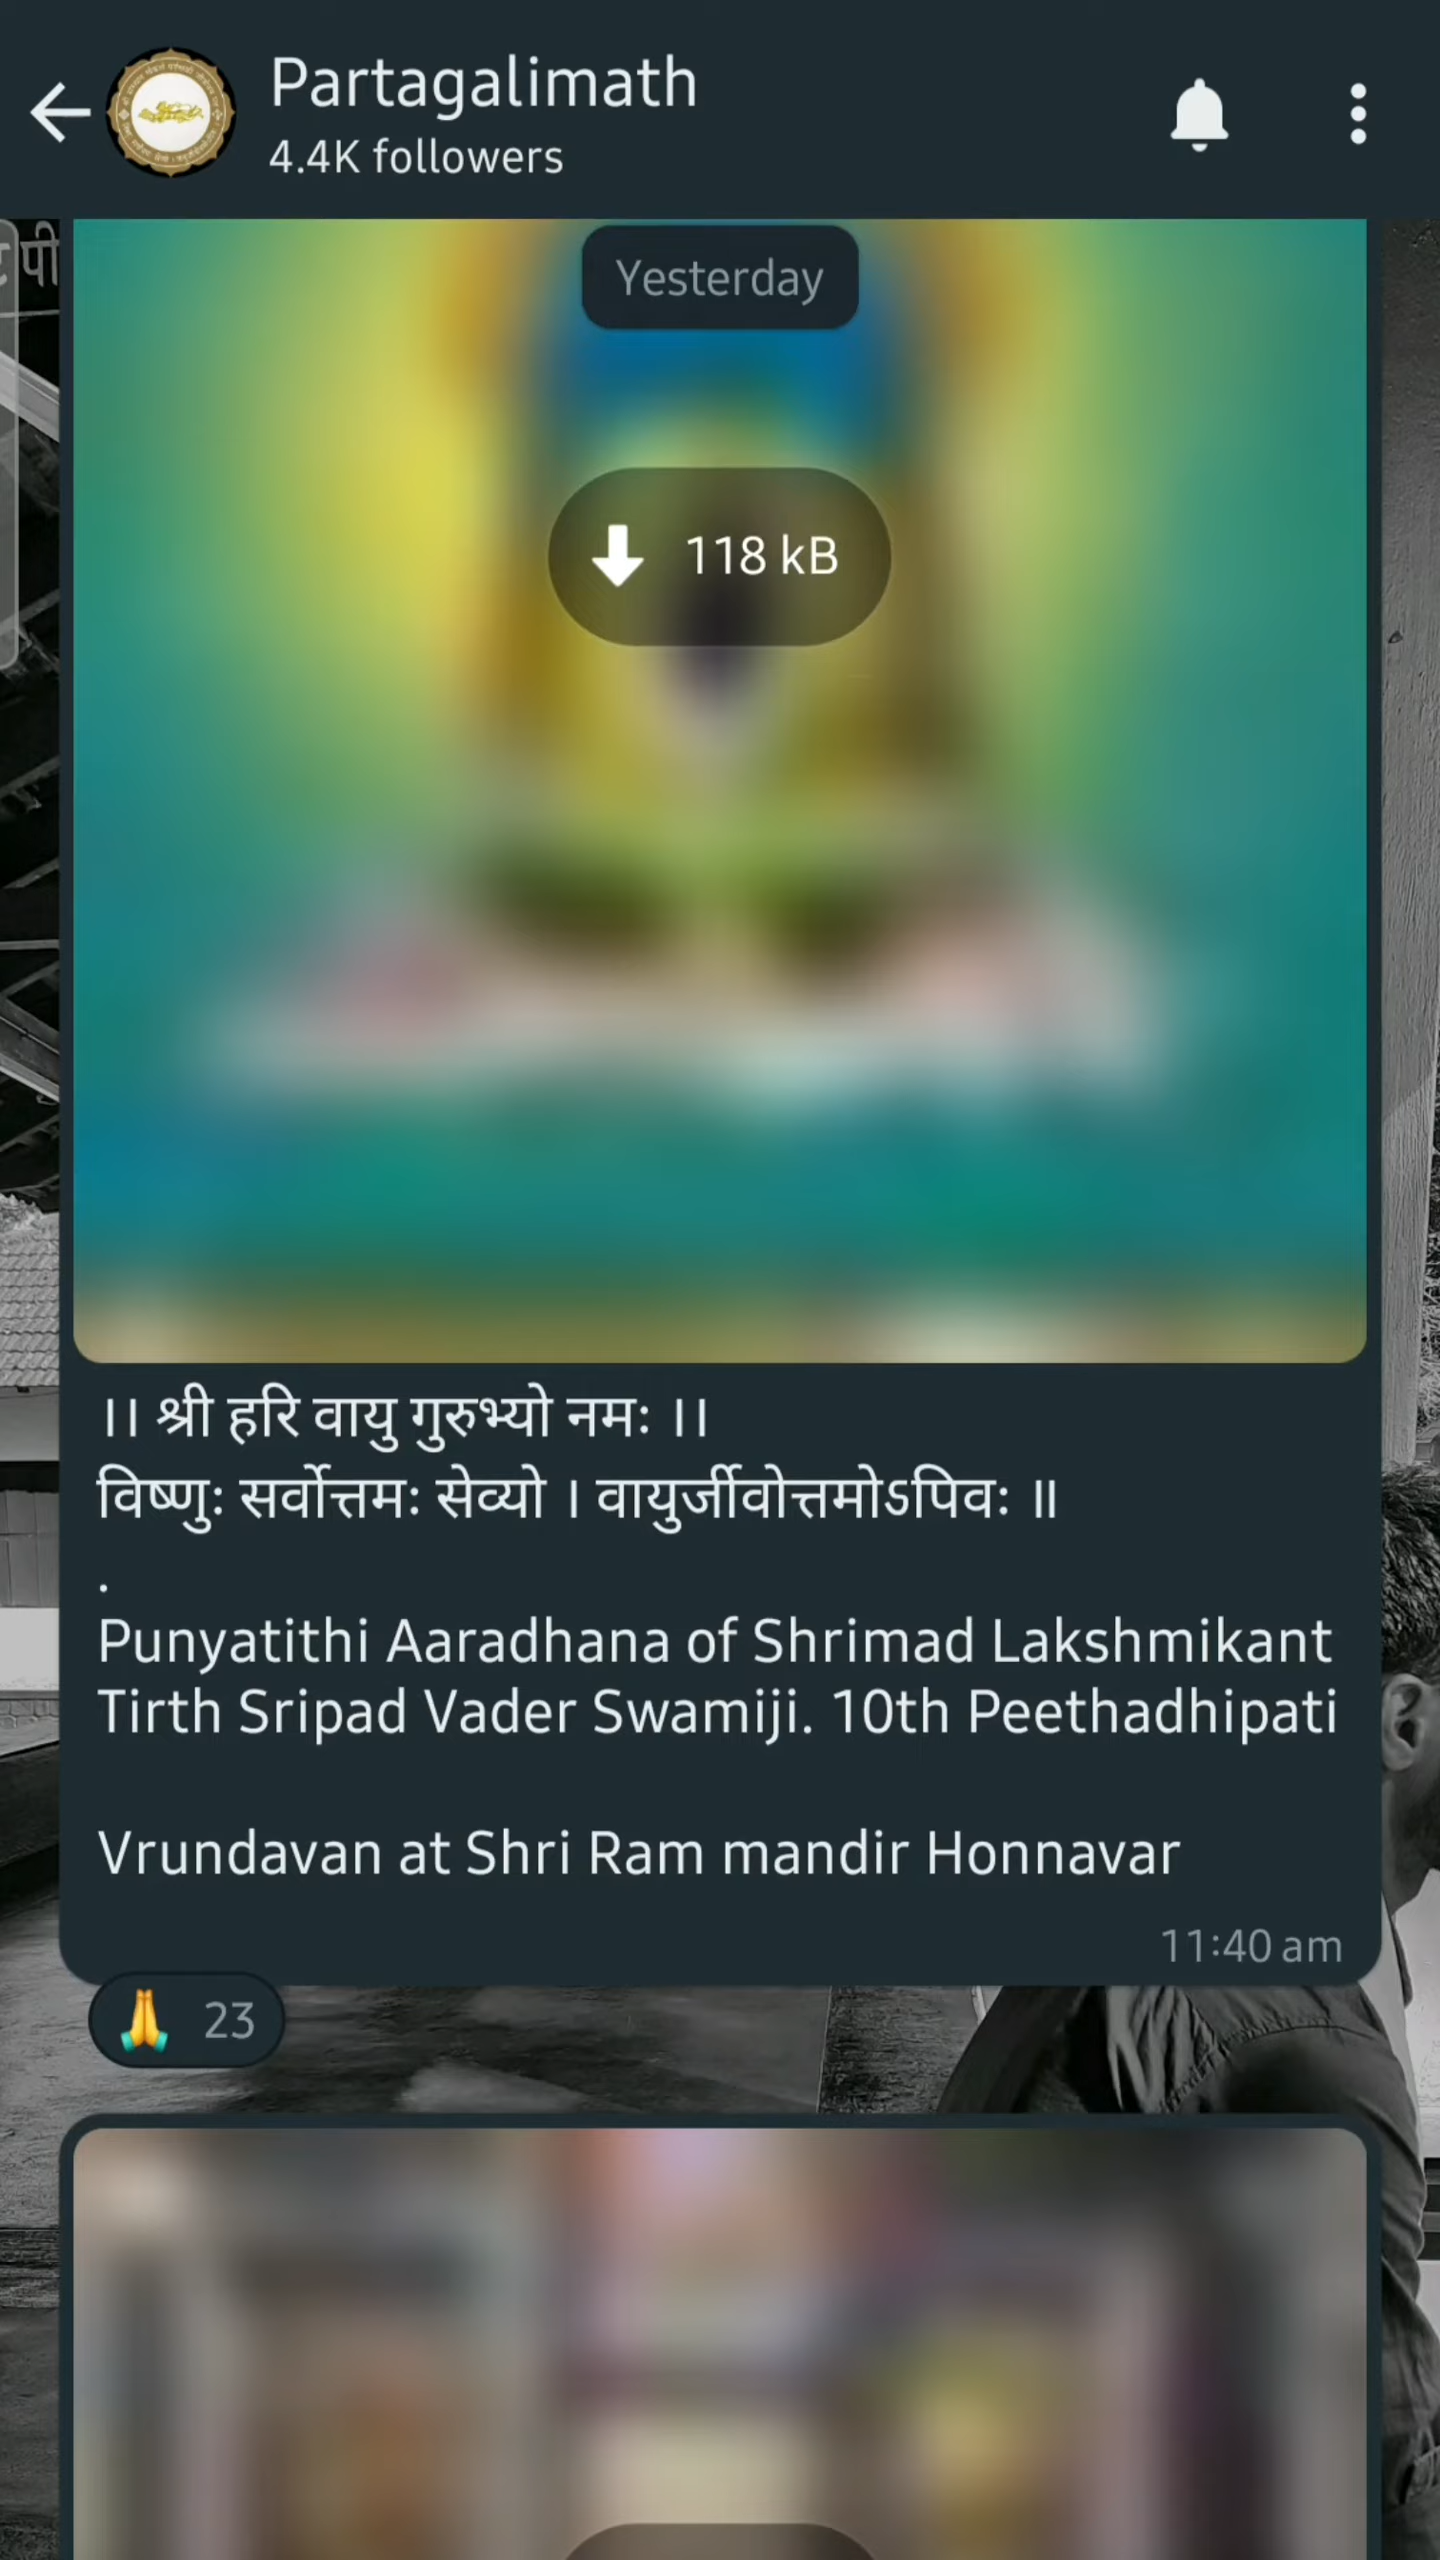 Partagalimath
4.4K followers
पी
Yesterday
118 kB
।। श्री हरि वायु गुरुभ्यो नमः ।।
विष्णुः सर्वोत्तमः सेव्यो । वायुर्जीवोत्तमोऽपिवः ॥
.
Punyatithi Aaradhana of Shrimad Lakshmikant
Tirth Sripad Vader Swamiji. 10th Peethadhipati
Vrundavan at Shri Ram mandir Honnavar
11:40 am
🙏 23